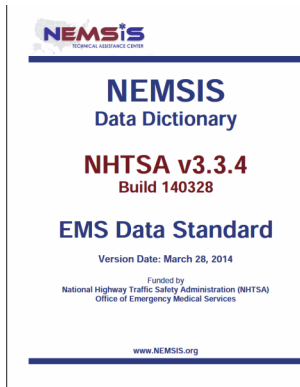 NEMSIS
TECHNICAL ASSISTANCE CENTER
NEMSIS
Data Dictionary
NHTSA v3.3.4
Build 140328
EMS Data Standard
Version Date: March 28, 2014
Funded by
National Highway Traffic Safety Administration (NHTSA)
Office of Emergency Medical Services
www.NEMSIS.org